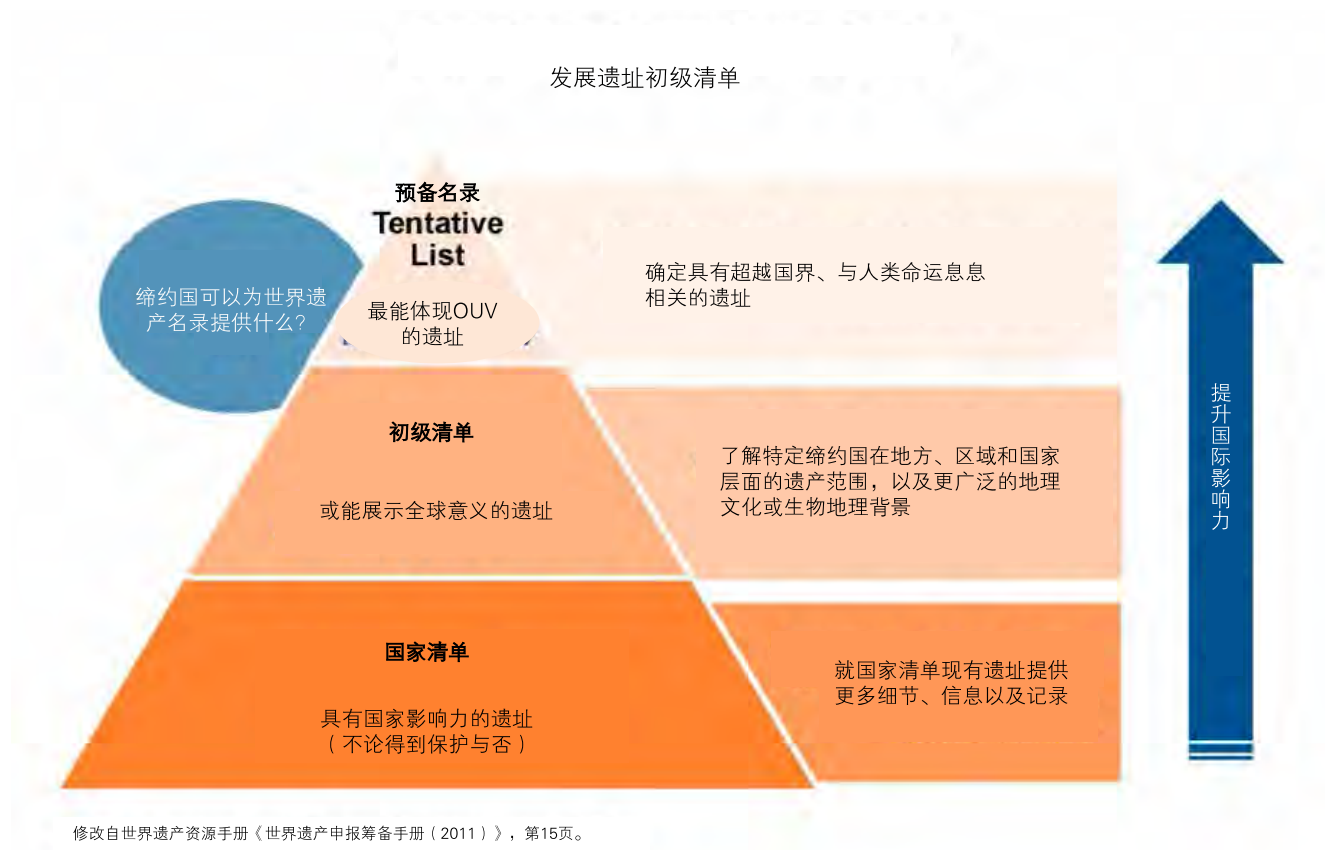 发展遗址初级清单
预备名录
Tentative
List
最能体现OUV
的遗址
缔约国可以为世界遗
产名录提供什么？
确定具有超越国界、与人类命运息息
相关的遗址
初级清单
或能展示全球意义的遗址
了解特定缔约国在地方、区域和国家
层面的遗产范围，以及更广泛的地理
文化或生物地理背景
国家清单
具有国家影响力的遗址
（不论得到保护与否）
就国家清单现有遗址提供
更多细节、信息以及记录
提升国际影响力
修改自世界遗产资源手册《世界遗产申报筹备手册（2011）》，第15页。